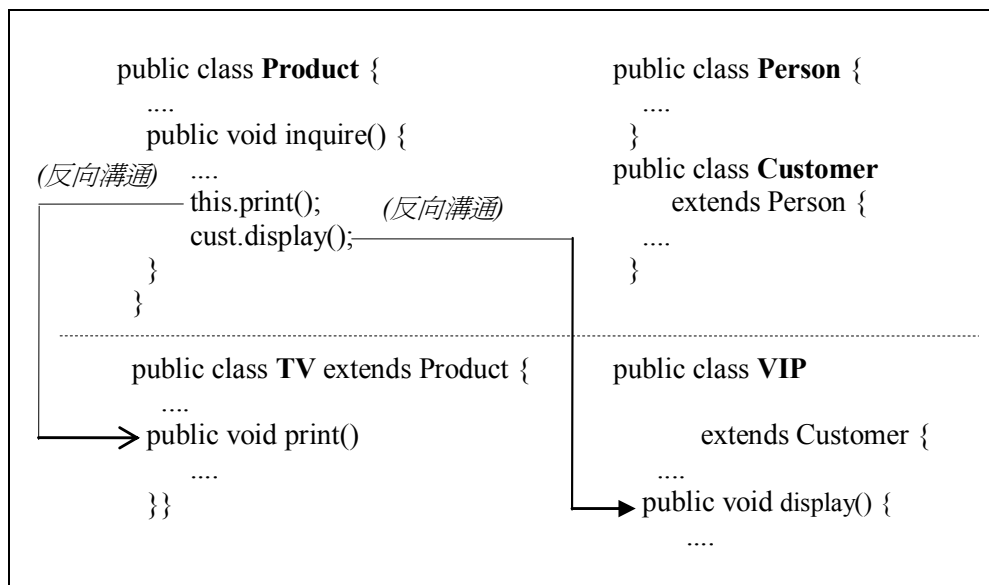 public class Product {
....
public void inquire() {
(反向溝通)
....
this.print();
(反向溝通)
cust.display();
}
}
public class Person {
....
}
public class Customer
extends Person {
....
}
public class TV extends Product {
....
public void print()
....
}}
public class VIP
extends Customer {
....
public void display() {
....